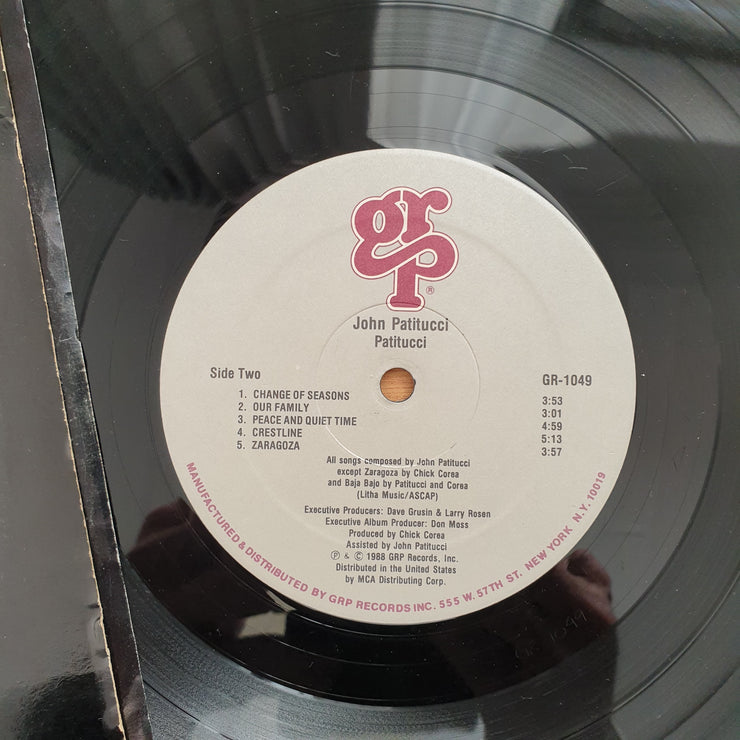 grp®
John Patitucci
Patitucci
Side Two
GR-1049
1. CHANGE OF SEASONS 3:53
2. OUR FAMILY 3:01
3. PEACE AND QUIET TIME 4:59
4. CRESTLINE 5:13
5. ZARAGOZA 3:57
All songs composed by John Patitucci
except Zaragoza by Chick Corea
and Baja Bajo by Patitucci and Corea
(Litha Music/ASCAP)
Executive Producers: Dave Grusin & Larry Rosen
Executive Album Producer: Don Moss
Produced by Chick Corea
Assisted by John Patitucci
℗ & © 1988 GRP Records, Inc.
Distributed in the United States
by MCA Distributing Corp.
MANUFACTURED & DISTRIBUTED BY GRP RECORDS INC. 555 W. 57TH ST. NEW YORK N.Y. 10019
GR 1049